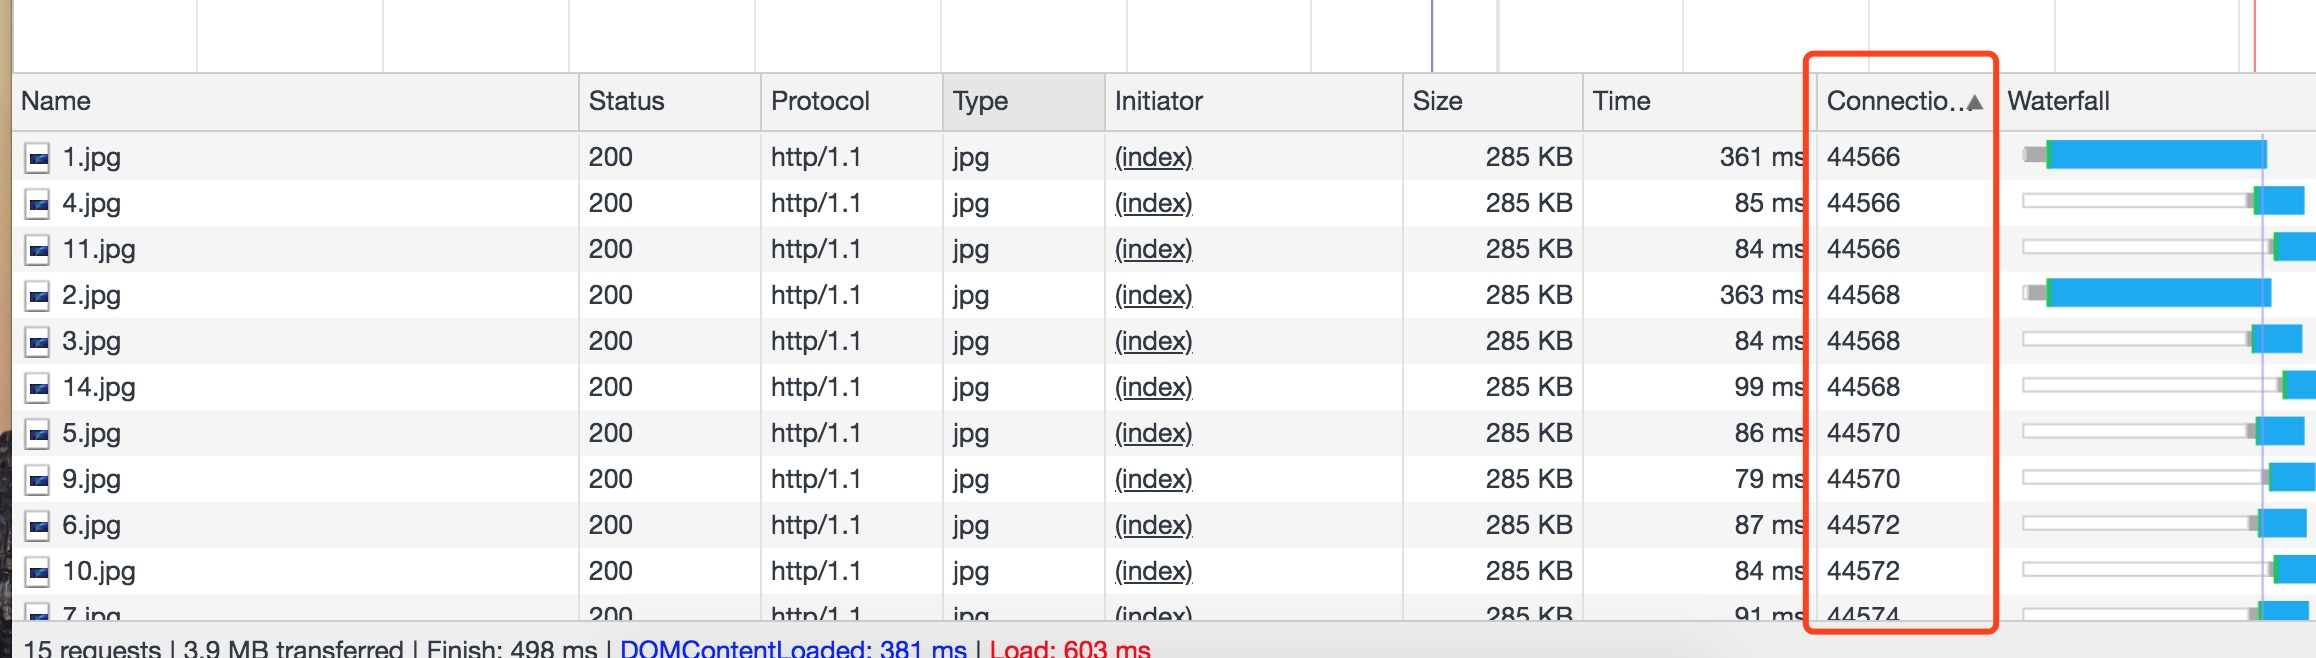 Name Status Protocol Type Initiator Size Time Connectio... Waterfall
1.jpg 200 http/1.1 jpg (index) 285 KB 361 ms 44566
4.jpg 200 http/1.1 jpg (index) 285 KB 85 ms 44566
11.jpg 200 http/1.1 jpg (index) 285 KB 84 ms 44566
2.jpg 200 http/1.1 jpg (index) 285 KB 363 ms 44568
3.jpg 200 http/1.1 jpg (index) 285 KB 84 ms 44568
14.jpg 200 http/1.1 jpg (index) 285 KB 99 ms 44568
5.jpg 200 http/1.1 jpg (index) 285 KB 86 ms 44570
9.jpg 200 http/1.1 jpg (index) 285 KB 79 ms 44570
6.jpg 200 http/1.1 jpg (index) 285 KB 87 ms 44572
10.jpg 200 http/1.1 jpg (index) 285 KB 84 ms 44572
7.jpg 200 http/1.1 jpg (index) 285 KB 91 ms 44574
15 requests | 3.9 MB transferred | Finish: 498 ms | DOMContentLoaded: 381 ms | Load: 603 ms